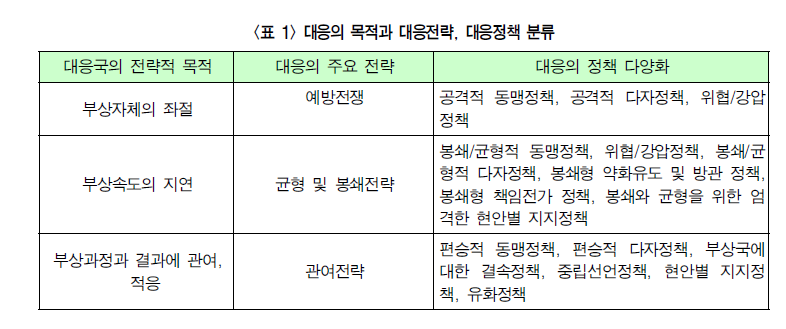 〈표 1〉 대응의 목적과 대응전략, 대응정책 분류
대응국의 전략적 목적
대응의 주요 전략
대응의 정책 다양화
부상자체의 좌절
예방전쟁
공격적 동맹정책, 공격적 다자정책, 위협/강압
정책
부상속도의 지연
균형 및 봉쇄전략
봉쇄/균형적 동맹정책, 위협/강압정책, 봉쇄/균
형적 다자정책, 봉쇄형 약화유도 및 방관 정책,
봉쇄형 책임전가 정책, 봉쇄와 균형을 위한 엄
격한 현안별 지지정책
부상과정과 결과에 관여,
적응
관여전략
편승적 동맹정책, 편승적 다자정책, 부상국에
대한 결속정책, 중립선언정책, 현안별 지지정
책, 유화정책